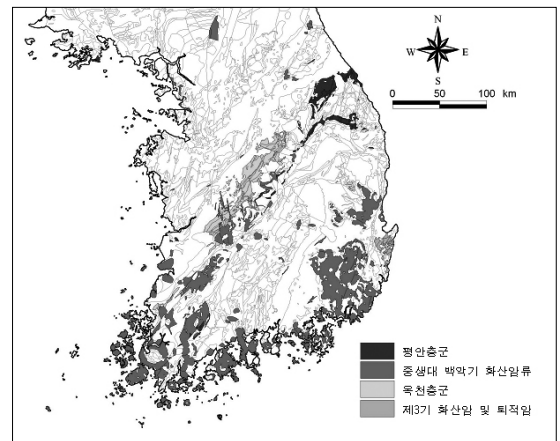 N
W E
S
0 50 100 km
평안층군
중생대 백악기 화산암류
옥천층군
제3기 화산암 및 퇴적암